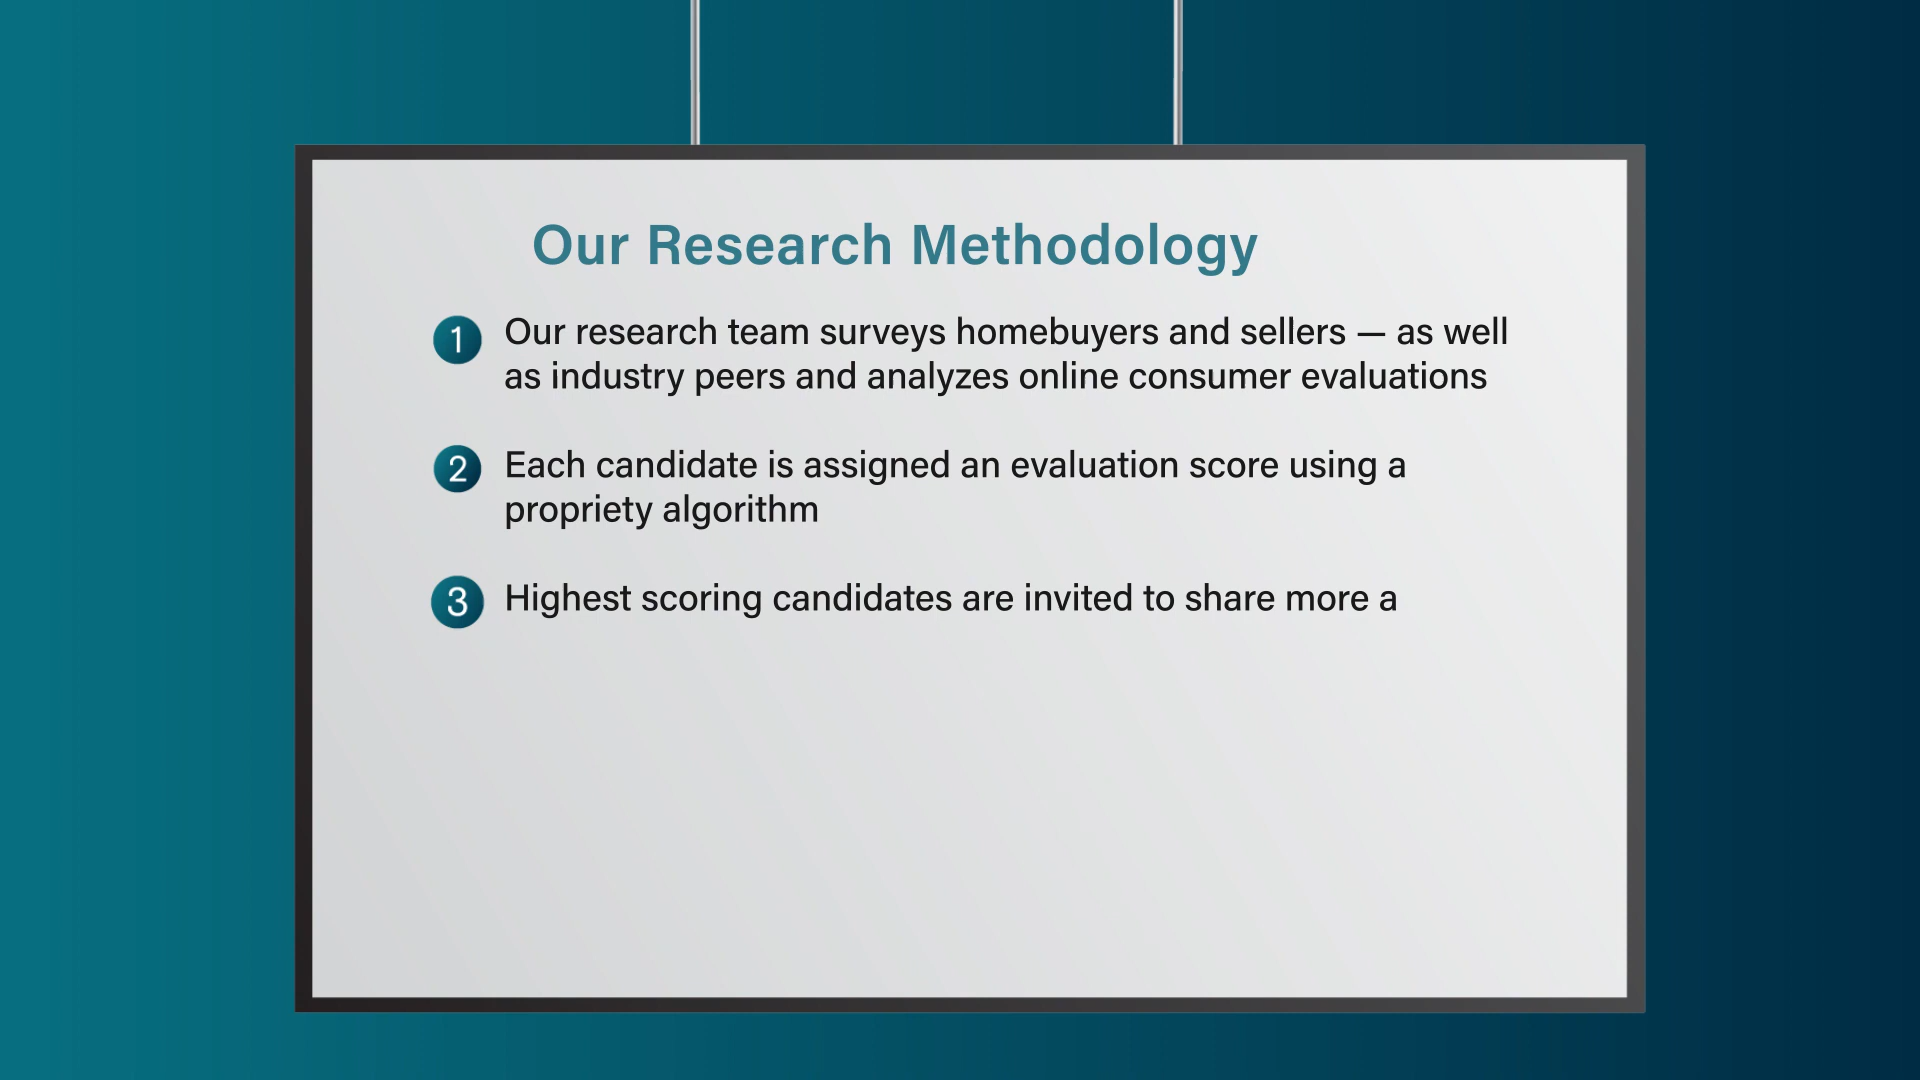 Our Research Methodology
1 Our research team surveys homebuyers and sellers — as well
as industry peers and analyzes online consumer evaluations
2 Each candidate is assigned an evaluation score using a
propriety algorithm
3 Highest scoring candidates are invited to share more a